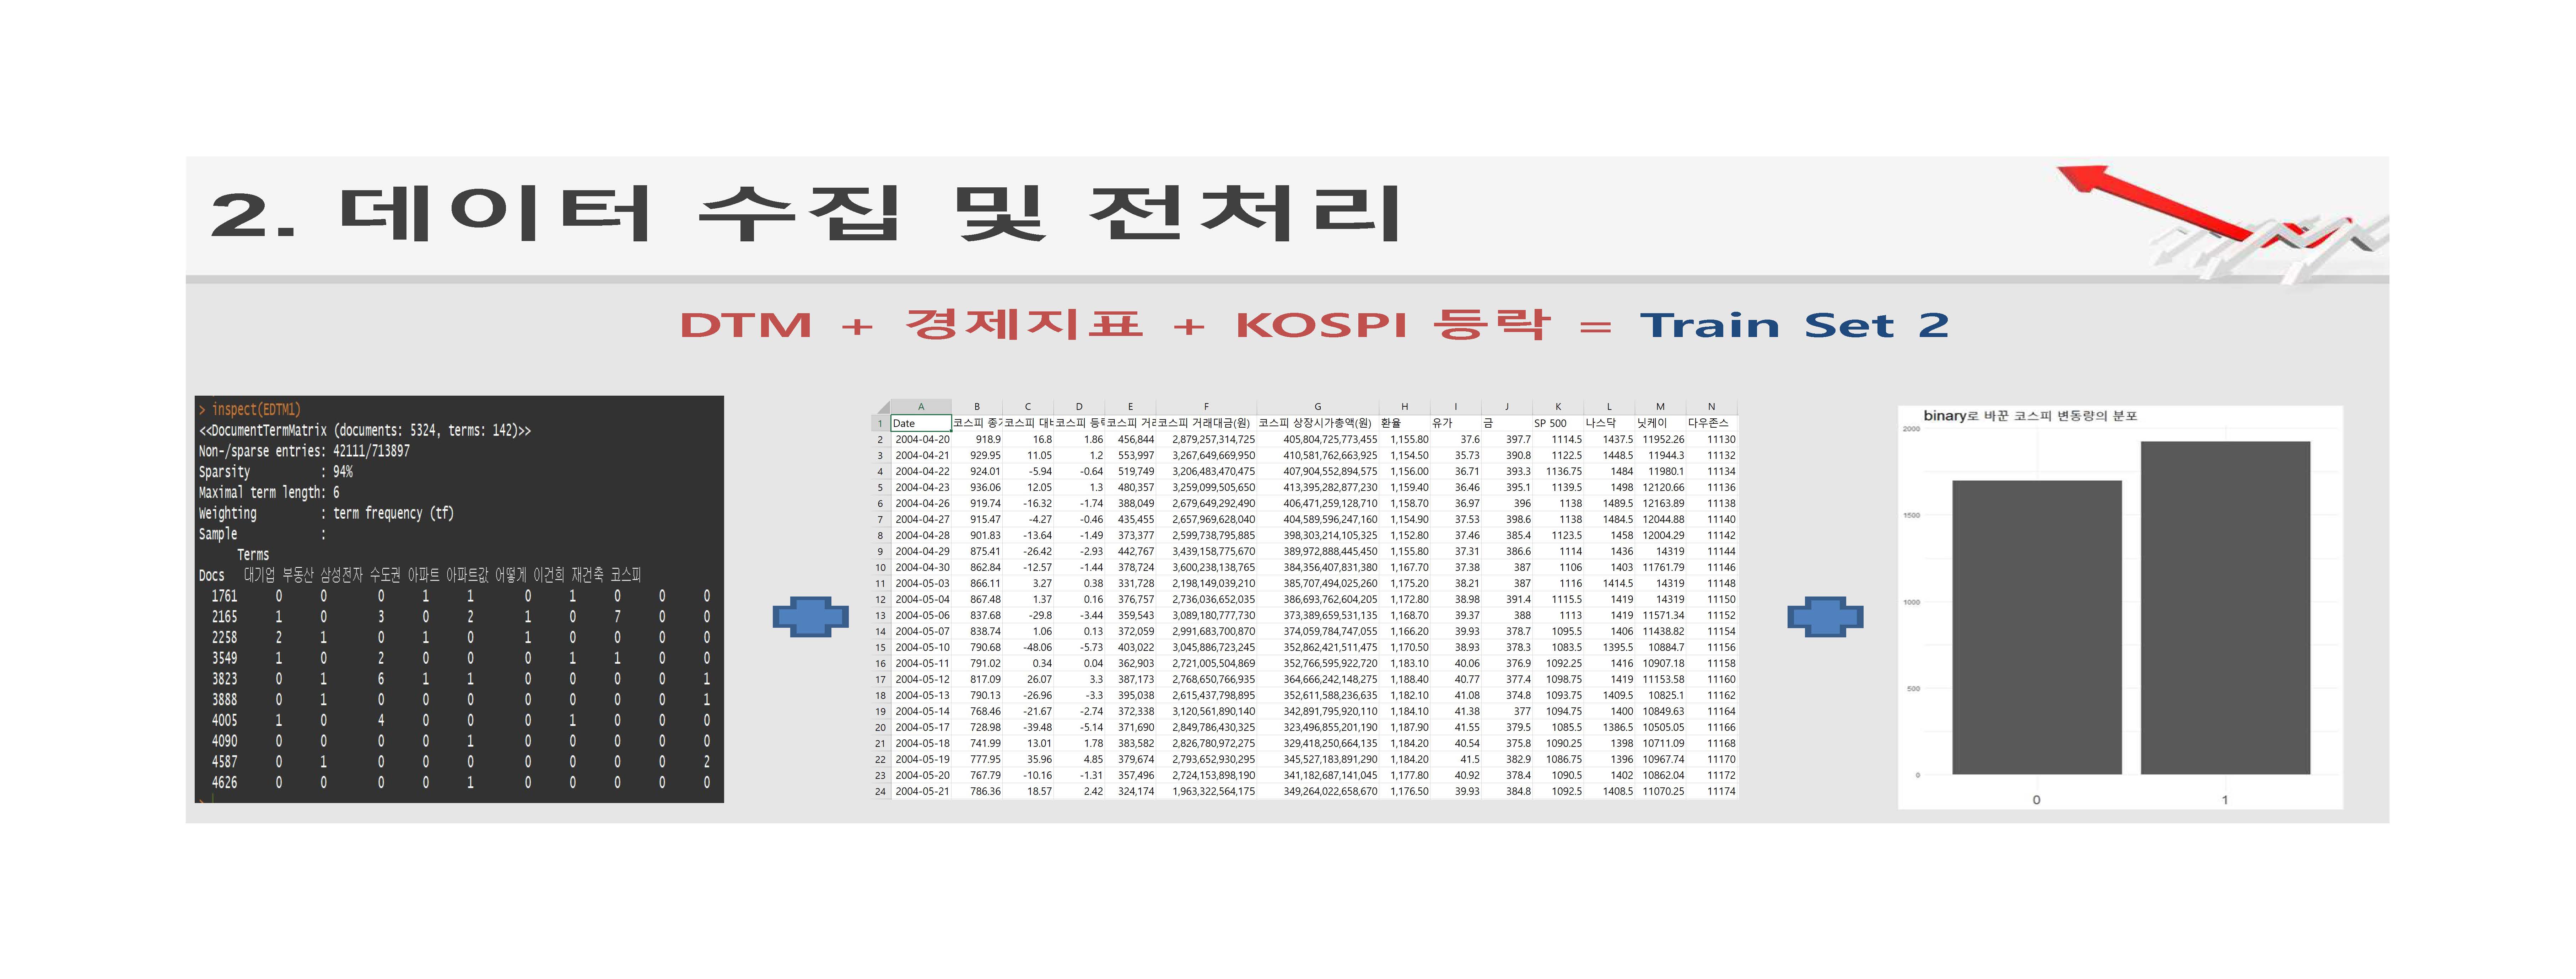 2. 데이터 수집 및 전처리
DTM + 경제지표 + KOSPI 등락 = Train Set 2
> inspect(EDTM1)
<<DocumentTermMatrix (documents: 5324, terms: 142)>>
Non-/sparse entries: 42111/713897
Sparsity : 94%
Maximal term length: 6
Weighting : term frequency (tf)
Sample :
Terms
Docs 대기업 부동산 삼성전자 수도권 아파트 아파트값 어떻게 이건희 재건축 코스피
1761 0 0 0 1 1 0 1 0 0 0
2165 1 0 3 0 2 1 0 7 0 0
2258 2 1 0 1 0 1 0 0 0 0
3549 1 0 2 0 0 0 1 1 0 0
3823 0 1 6 1 1 0 0 0 0 1
3888 0 1 0 0 0 0 0 0 0 1
4005 1 0 4 0 0 0 1 0 0 0
4090 0 0 0 0 1 0 0 0 0 0
4587 0 1 0 0 0 0 0 0 0 2
4626 0 0 0 0 1 0 0 0 0 0
>
A B C D E F G H I J K L M N
1 Date 코스피 종 코스피 대 코스피 등 코스피 거 코스피 거래대금(원) 코스피 상장시가총액(원) 환율 유가 금 SP 500 나스닥 닛케이 다우존스
2 2004-04-20 918.9 16.8 1.86 456,844 2,879,257,314,725 405,804,725,773,455 1,155.80 37.6 397.7 1114.5 1437.5 11952.26 11130
3 2004-04-21 929.95 11.05 1.2 553,997 3,267,649,669,950 410,581,762,663,925 1,154.50 35.73 390.8 1122.5 1448.5 11944.3 11132
4 2004-04-22 924.01 -5.94 -0.64 519,749 3,206,483,470,475 407,904,552,894,575 1,156.00 36.71 393.3 1136.75 1484 11980.1 11134
5 2004-04-23 936.06 12.05 1.3 480,357 3,259,099,505,650 413,395,282,877,230 1,159.40 36.46 395.1 1139.5 1498 12120.66 11136
6 2004-04-26 919.74 -16.32 -1.74 388,049 2,679,649,292,490 406,471,259,128,710 1,158.70 36.97 396 1138 1489.5 12163.89 11138
7 2004-04-27 915.47 -4.27 -0.46 435,455 2,657,969,628,040 404,589,596,247,160 1,154.90 37.53 398.6 1138 1484.5 12044.88 11140
8 2004-04-28 901.83 -13.64 -1.49 373,377 2,599,738,795,885 398,303,214,105,325 1,152.80 37.46 385.4 1123.5 1458 12004.29 11142
9 2004-04-29 875.41 -26.42 -2.93 442,767 3,439,158,775,670 389,972,888,445,450 1,155.80 37.31 386.6 1114 1436 14319 11144
10 2004-04-30 862.84 -12.57 -1.44 378,724 3,600,238,138,765 384,356,407,831,380 1,167.70 37.38 387 1106 1403 11761.79 11146
11 2004-05-03 866.11 3.27 0.38 331,728 2,198,149,039,210 385,707,494,025,260 1,175.20 38.21 387 1116 1414.5 14319 11148
12 2004-05-04 867.48 1.37 0.16 376,757 2,736,036,652,035 386,693,762,604,205 1,172.80 38.98 391.4 1115.5 1419 14319 11150
13 2004-05-06 837.68 -29.8 -3.44 359,543 3,089,180,777,730 373,389,659,531,135 1,168.70 39.37 388 1113 1419 11571.34 11152
14 2004-05-07 838.74 1.06 0.13 372,059 2,991,683,700,870 374,059,784,747,055 1,166.20 39.93 378.7 1095.5 1406 11438.82 11154
15 2004-05-10 790.68 -48.06 -5.73 403,022 3,045,886,723,245 352,862,421,511,475 1,170.50 38.93 378.3 1083.5 1395.5 10884.7 11156
16 2004-05-11 791.02 0.34 0.04 362,903 2,721,005,504,869 352,766,595,922,720 1,183.10 40.06 376.9 1092.25 1416 10907.18 11158
17 2004-05-12 817.09 26.07 3.3 387,173 2,768,650,766,935 364,666,242,148,275 1,188.40 40.77 377.4 1098.75 1419 11153.58 11160
18 2004-05-13 790.13 -26.96 -3.3 395,038 2,615,437,798,895 352,611,588,236,635 1,182.10 41.08 374.8 1093.75 1409.5 10825.1 11162
19 2004-05-14 768.46 -21.67 -2.74 372,338 3,120,561,890,140 342,891,795,920,110 1,184.10 41.38 377 1094.75 1400 10849.63 11164
20 2004-05-17 728.98 -39.48 -5.14 371,690 2,849,786,430,325 323,496,855,201,190 1,187.90 41.55 379.5 1085.5 1386.5 10505.05 11166
21 2004-05-18 741.99 13.01 1.78 383,582 2,826,780,972,275 329,418,250,664,135 1,184.20 40.54 375.8 1090.25 1398 10711.09 11168
22 2004-05-19 777.95 35.96 4.85 379,674 2,793,652,930,295 345,527,183,891,290 1,184.20 41.5 382.9 1086.75 1396 10967.74 11170
23 2004-05-20 767.79 -10.16 -1.31 357,496 2,724,153,898,190 341,182,687,141,045 1,177.80 40.92 378.4 1090.5 1402 10862.04 11172
24 2004-05-21 786.36 18.57 2.42 324,174 1,963,322,564,175 349,264,022,658,670 1,176.50 39.93 384.8 1092.5 1408.5 11070.25 11174
binary로 바꾼 코스피 변동량의 분포
2000
1500
1000
500
0
0 1